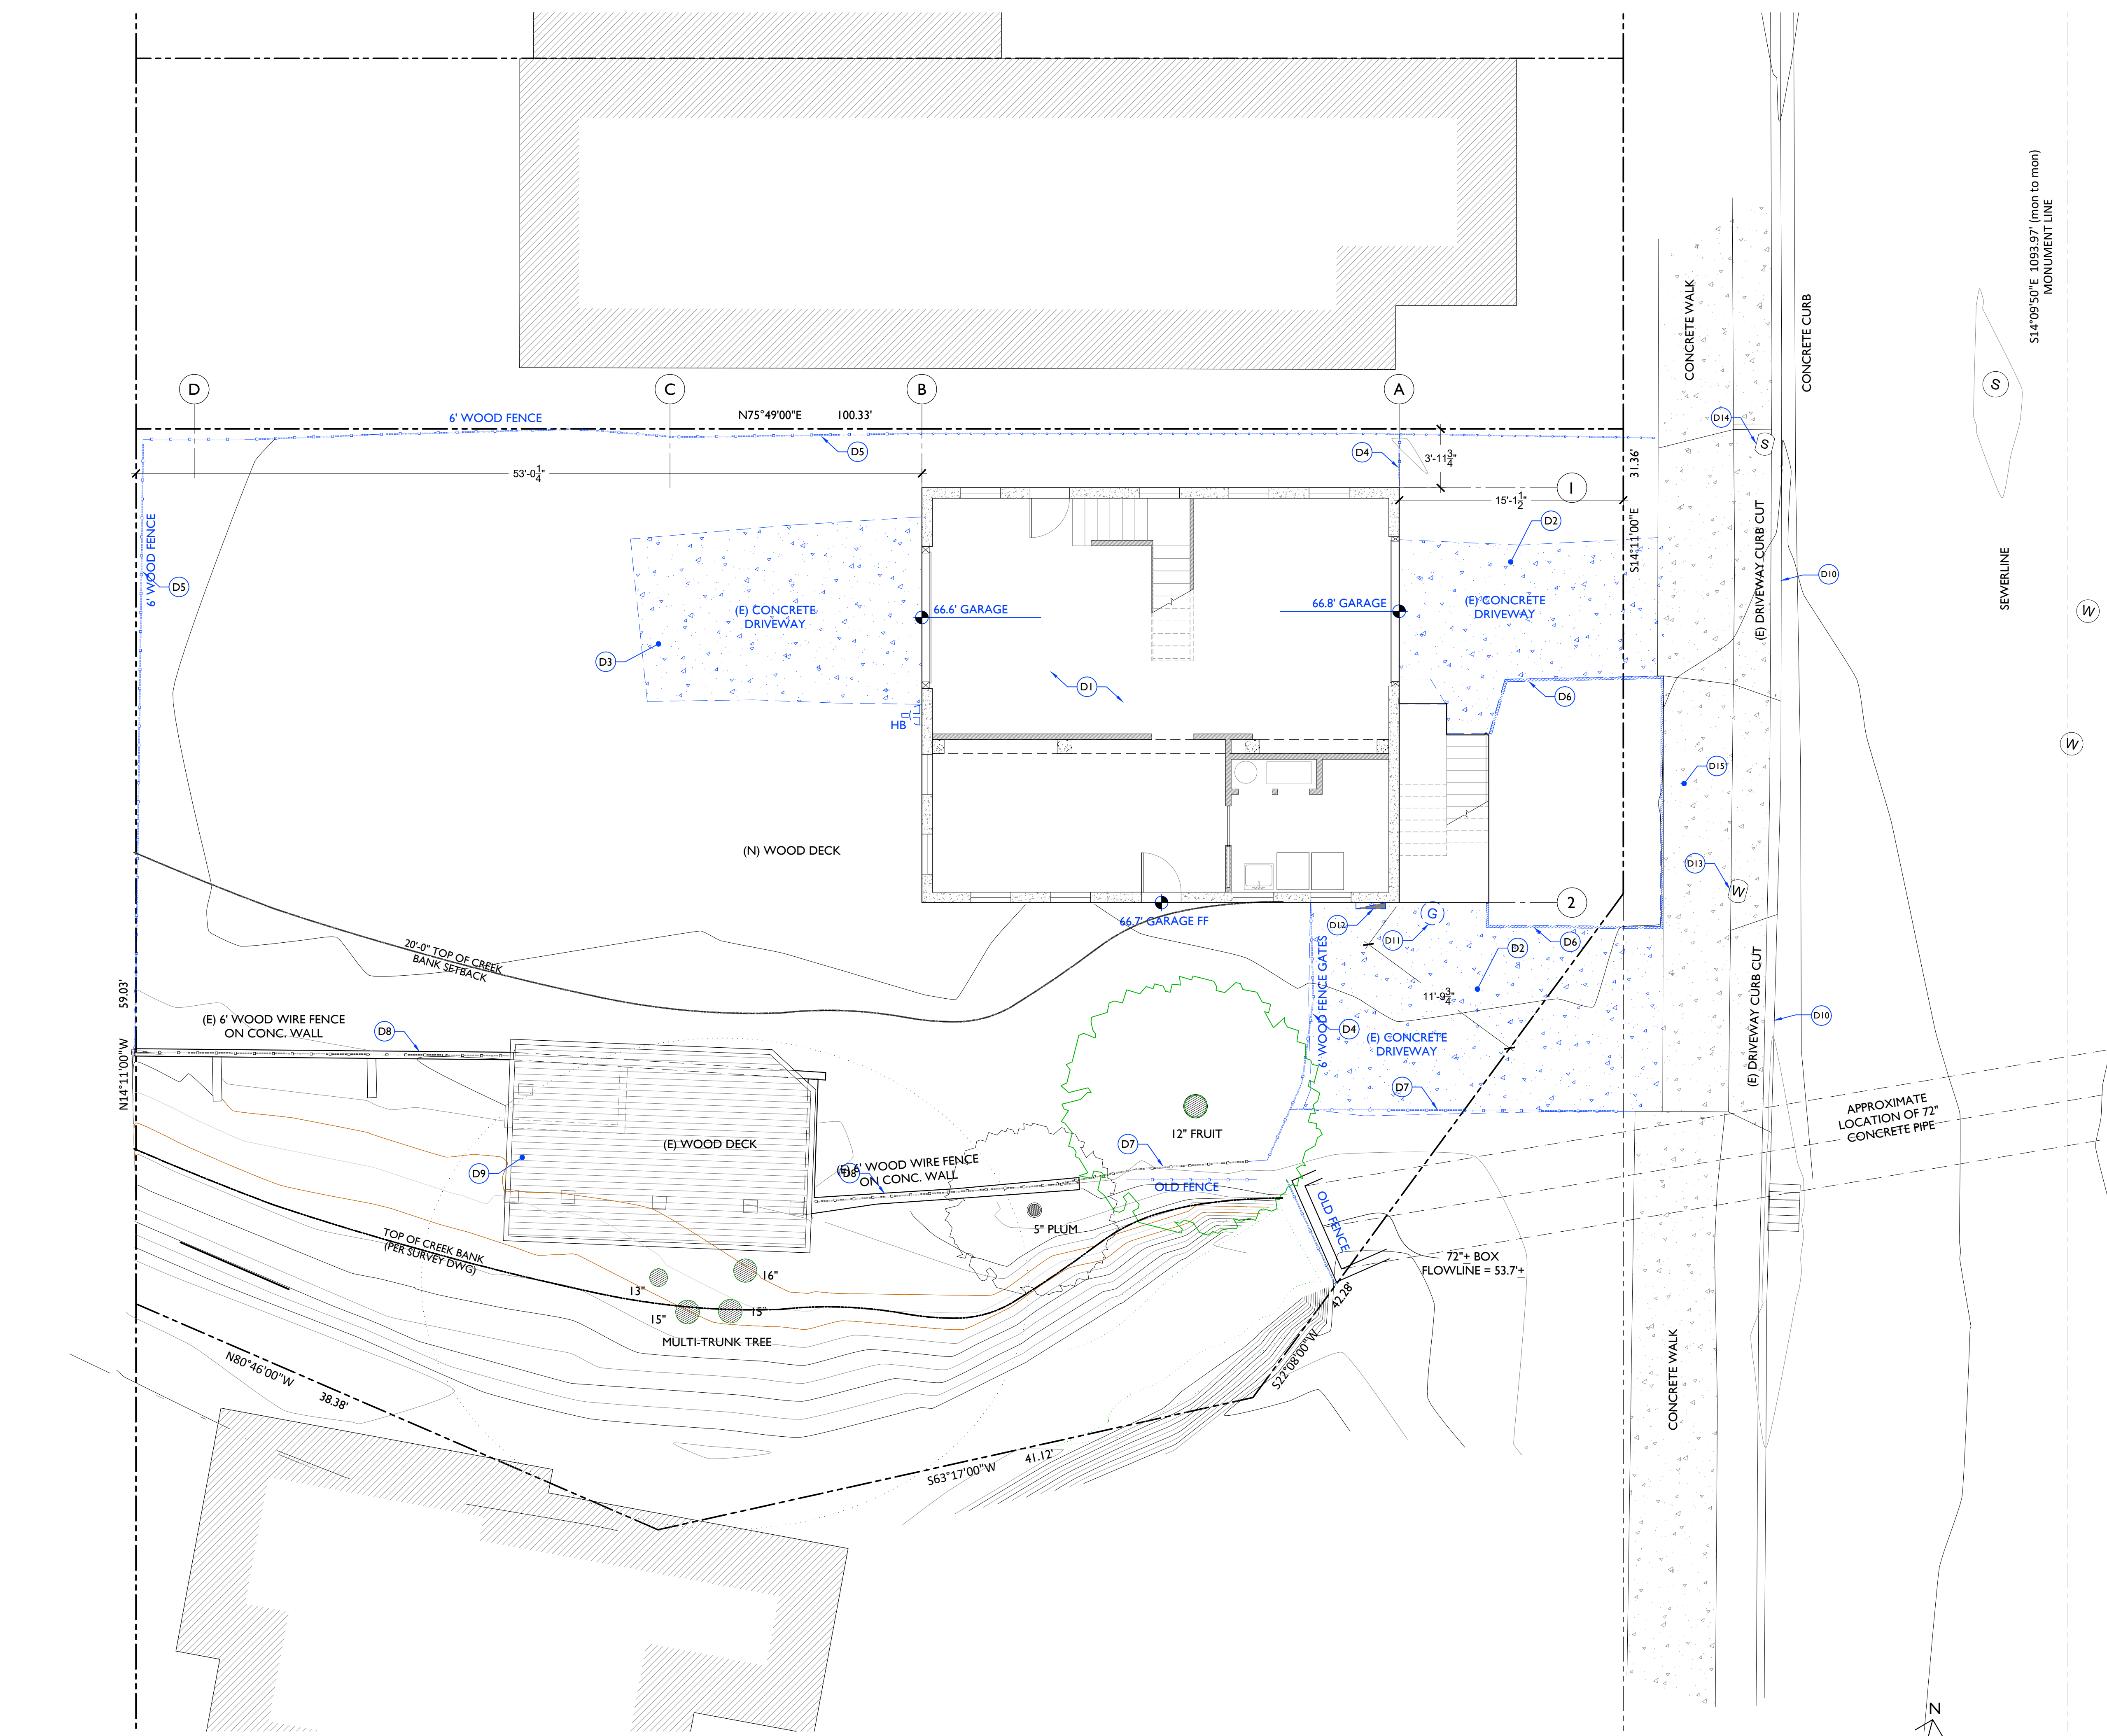 S14°09'50"E 1093.97' (mon to mon)
MONUMENT LINE
CONCRETE WALK
CONCRETE CURB
S
D
C
B
A
6' WOOD FENCE
N75°49'00"E 100.33'
D14
S
D5
D4
3'-11 3/4"
31.36'
53'-0 1/4"
15'-1 1/2"
1
6' WOOD FENCE
D5
D2
S14°11'00"E
(E) DRIVEWAY CURB CUT
D10
SEWERLINE
(E) CONCRETE
DRIVEWAY
66.6' GARAGE
66.8' GARAGE
(E) CONCRETE
DRIVEWAY
W
D3
D1
D6
HB
W
D15
(N) WOOD DECK
D13
W
2
66.7' GARAGE FF
D12
G
D11
D6
D2
20'-0" TOP OF CREEK
BANK SETBACK
6' WOOD FENCE GATES
11'-9 3/4"
59.03'
(E) 6' WOOD WIRE FENCE
ON CONC. WALL
D8
D4
(E) CONCRETE
DRIVEWAY
(E) DRIVEWAY CURB CUT
D10
N14°11'00"W
D7
APPROXIMATE
LOCATION OF 72"
CONCRETE PIPE
12" FRUIT
D7
(E) WOOD DECK
D9
(E) 6' WOOD WIRE FENCE
ON CONC. WALL
D8
OLD FENCE
OLD FENCE
5" PLUM
TOP OF CREEK BANK
(PER SURVEY DWG)
72"± BOX
FLOWLINE = 53.7'±
16"
13"
15"
15"
MULTI-TRUNK TREE
42.28'
S22°08'00"W
N80°46'00"W 38.38'
CONCRETE WALK
S63°17'00"W 41.12'
N